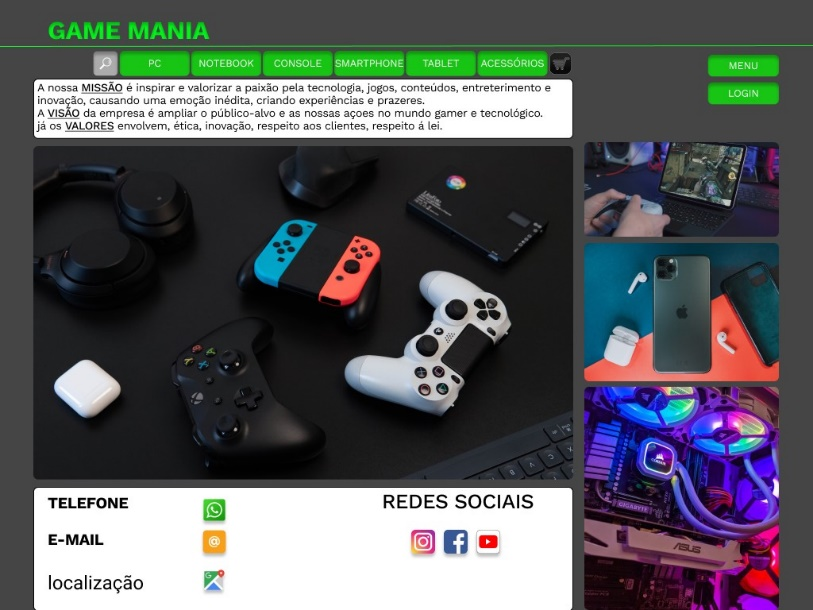 GAME MANIA
PC
NOTEBOOK
CONSOLE
SMARTPHONE
TABLET
ACESSÓRIOS
MENU
LOGIN
A nossa MISSÃO é inspirar e valorizar a paixão pela tecnologia, jogos, conteúdos, entreterimento e
inovação, causando uma emoção inédita, criando experiências e prazeres.
A VISÃO da empresa é ampliar o público-alvo e as nossas açoes no mundo gamer e tecnológico.
já os VALORES envolvem, ética, inovação, respeito aos clientes, respeito á lei.
GIGABYTE
ASUS
TELEFONE
REDES SOCIAIS
E-MAIL
@
localização